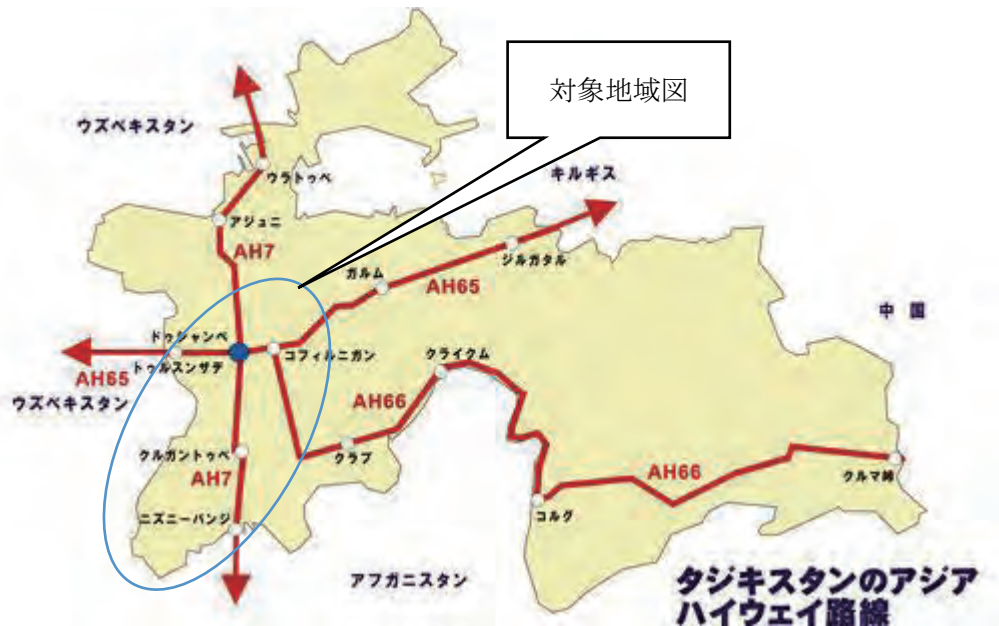 対象地域図
ウズベキスタン
キルギス
ウラトゥベ
アジュニ
AH7
ジルガタル
ガルム
AH65
中 国
ドゥシャンベ
コフィルニガン
トゥルスンサデ
クライクム
AH65
ウズベキスタン
AH66
クルガントゥベ
クラブ
AH7
AH66
クルマ峠
ニズニーパンジ
コルグ
アフガニスタン
タジキスタンのアジア
ハイウェイ路線